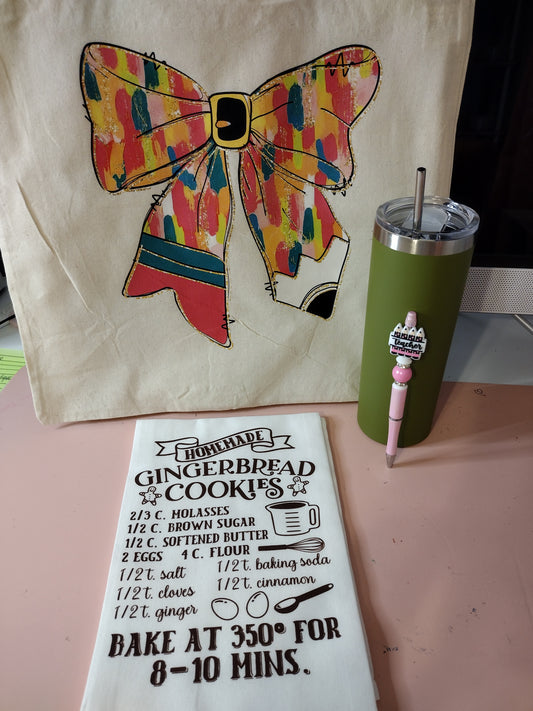 Teacher
HOMEMADE
GINGERBREAD
COOKIES
2/3 C. MOLASSES
1/2 C. BROWN SUGAR
1/2 C. SOFTENED BUTTER
2 EGGS 4 C. FLOUR
1/2 t. salt 1/2 t. baking soda
1/2 t. cloves 1/2 t. cinnamon
1/2 t. ginger
BAKE AT 350° FOR
8-10 MINS.